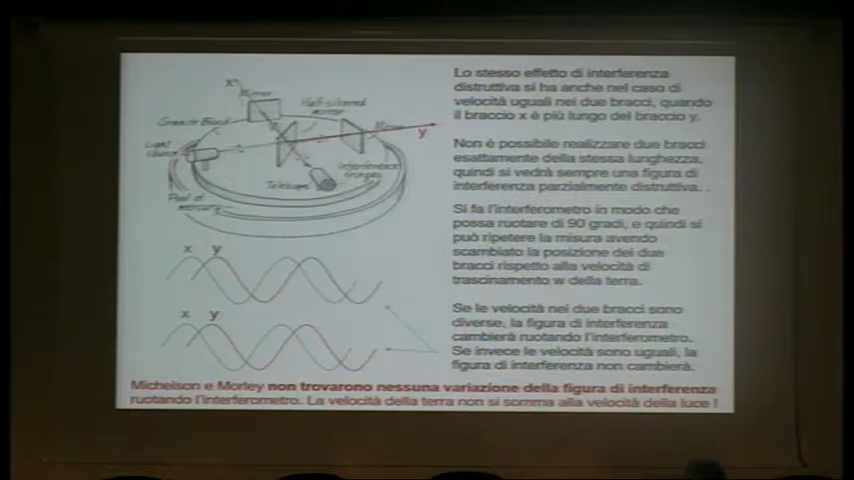 x
Mirror
Half-silvered
mirror
Granite Block
Mirror
y
Light
source
Interference
fringes
Telescope
Pool of
mercury
x y
x y
Lo stesso effetto di interferenza
distruttiva si ha anche nel caso di
velocità uguali nei due bracci, quando
il braccio x è più lungo del braccio y.
Non è possibile realizzare due bracci
esattamente della stessa lunghezza,
quindi si vedrà sempre una figura di
interferenza parzialmente distruttiva. .
Si fa l'interferometro in modo che
possa ruotare di 90 gradi, e quindi si
può ripetere la misura avendo
scambiato la posizione dei due
bracci rispetto alla velocità di
trascinamento w della terra.
Se le velocità nei due bracci sono
diverse, la figura di interferenza
cambierà ruotando l'interferometro.
Se invece le velocità sono uguali, la
figura di interferenza non cambierà.
Michelson e Morley non trovarono nessuna variazione della figura di interferenza
ruotando l'interferometro. La velocità della terra non si somma alla velocità della luce !